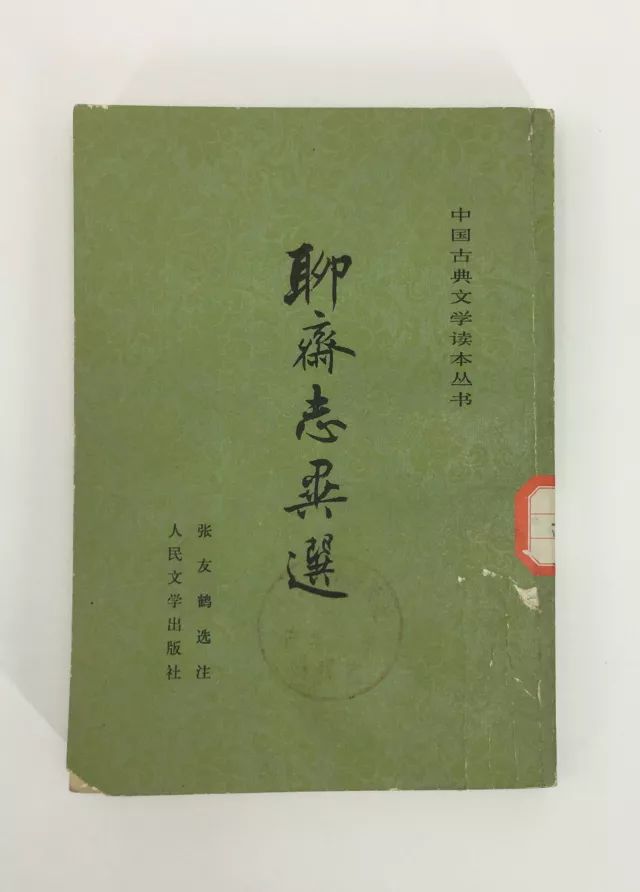 中国古典文学读本丛书
聊齋志異選
张友鹤选注
人民文学出版社